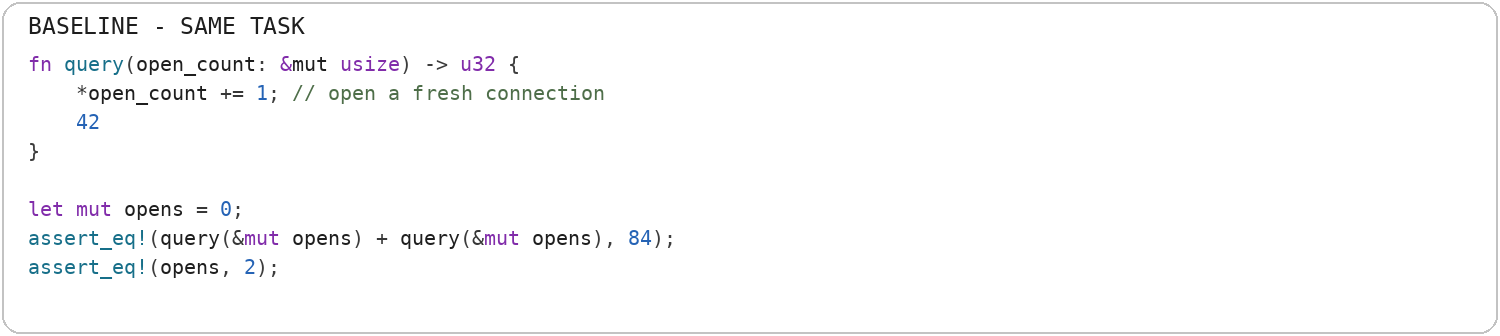 BASELINE - SAME TASK
fn query(open_count: &mut usize) -> u32 {
    *open_count += 1; // open a fresh connection
    42
}

let mut opens = 0;
assert_eq!(query(&mut opens) + query(&mut opens), 84);
assert_eq!(opens, 2);